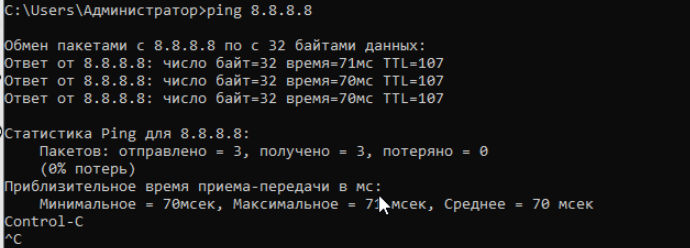 C:\Users\Администратор>ping 8.8.8.8
Обмен пакетами с 8.8.8.8 по с 32 байтами данных:
Ответ от 8.8.8.8: число байт=32 время=71мс TTL=107
Ответ от 8.8.8.8: число байт=32 время=70мс TTL=107
Ответ от 8.8.8.8: число байт=32 время=70мс TTL=107
Статистика Ping для 8.8.8.8:
Пакетов: отправлено = 3, получено = 3, потеряно = 0
(0% потерь)
Приблизительное время приема-передачи в мс:
Минимальное = 70мсек, Максимальное = 71 мсек, Среднее = 70 мсек
Control-C
^C